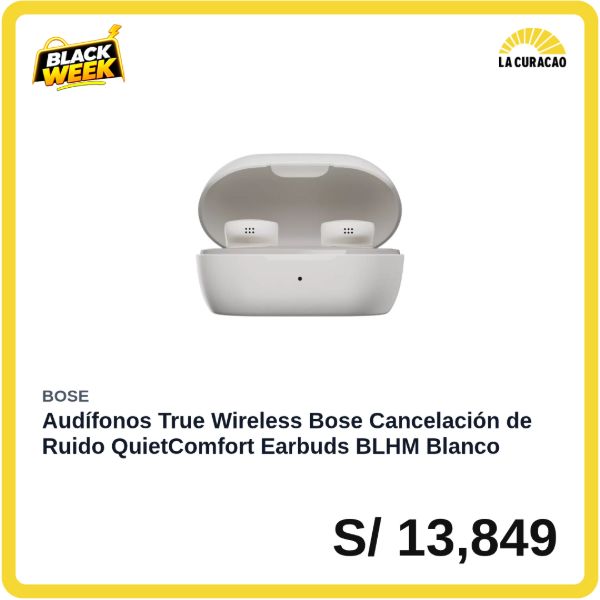 BLACK
WEEK
LA CURACAO
BOSE
Audífonos True Wireless Bose Cancelación de
Ruido QuietComfort Earbuds BLHM Blanco
S/ 13,849